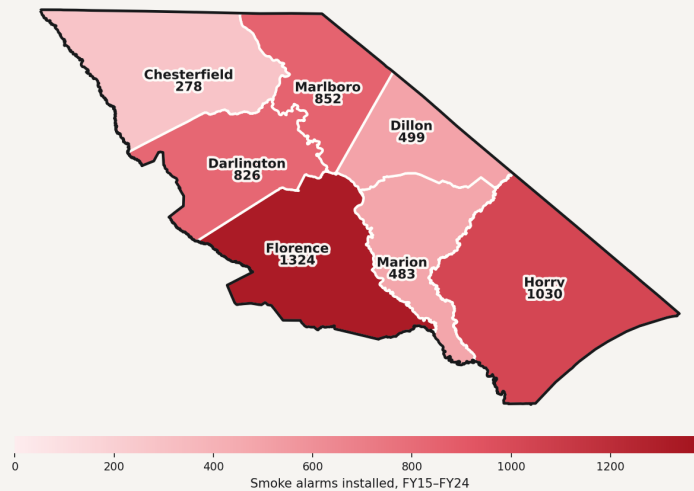 Chesterfield
278
Marlboro
852
Dillon
499
Darlington
826
Florence
1324
Marion
483
Horry
1030
0 200 400 600 800 1000 1200
Smoke alarms installed, FY15–FY24